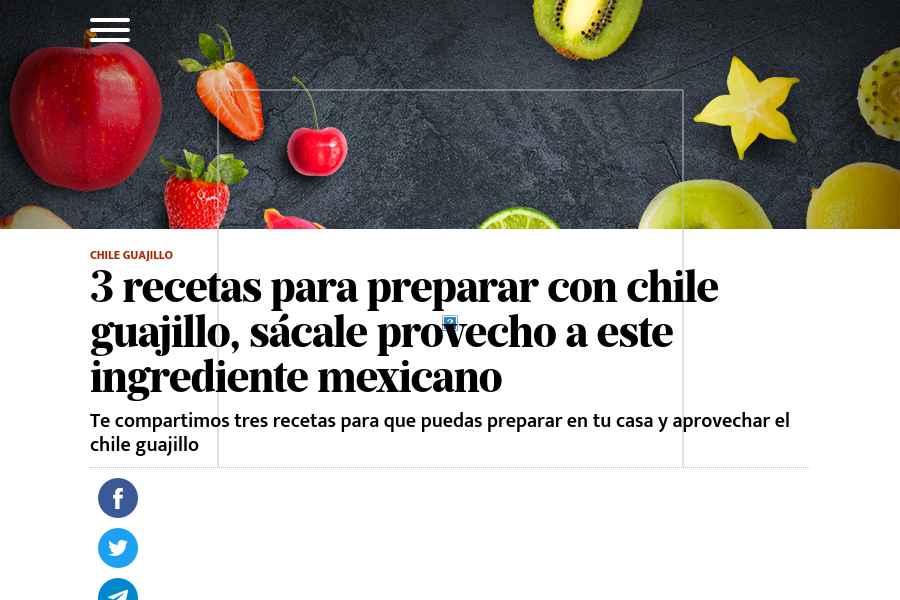 CHILE GUAJILLO
3 recetas para preparar con chile
guajillo, sácale provecho a este
ingrediente mexicano
Te compartimos tres recetas para que puedas preparar en tu casa y aprovechar el
chile guajillo